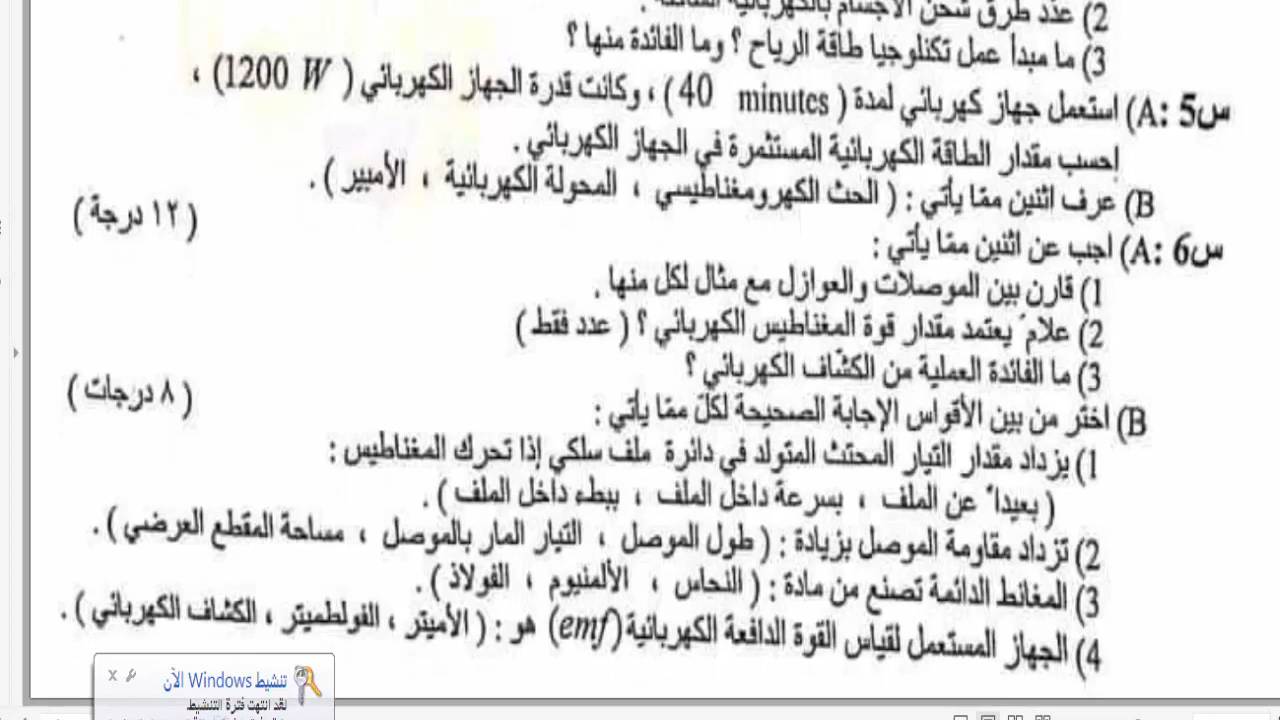 2) عدد طرق شحن الأجسام بالكهربائية
3) ما مبدأ عمل تكنلوجيا طاقة الرياح ؟ وما الفائدة منها ؟
س5 :A) استعمل جهاز كهربائي لمدة ( 40 minutes ) ، وكانت قدرة الجهاز الكهربائي ( 1200 W ) ،
إحسب مقدار الطاقة الكهربائية المستثمرة في الجهاز الكهربائي .
B) عرف اثنين ممّا يأتي : ( الحث الكهرومغناطيسي ، المحولة الكهربائية ، الأمبير ) .
( ١٢ درجة )
س6 :A) اجب عن اثنين ممّا يأتي :
1) قارن بين الموصلات والعوازل مع مثال لكل منها .
2) علامَ يعتمد مقدار قوة المغناطيس الكهربائي ؟ ( عدد فقط )
3) ما الفائدة العملية من الكشّاف الكهربائي ؟
( ٨ درجات )
B) اختر من بين الأقواس الإجابة الصحيحة لكلّ ممّا يأتي :
1) يزداد مقدار التيار المحتث المتولد في دائرة ملف سلكي إذا تحرك المغناطيس :
( بعيداً عن الملف ، بسرعة داخل الملف ، ببطء داخل الملف ) .
2) تزداد مقاومة الموصل بزيادة : ( طول الموصل ، التيار المار بالموصل ، مساحة المقطع العرضي ) .
3) المغانط الدائمة تصنع من مادة : ( النحاس ، الألمنيوم ، الفولاذ ) .
4) الجهاز المستعمل لقياس القوة الدافعة الكهربائية (emf) هو : ( الأميتر ، الفولطميتر ، الكشاف الكهربائي ) .
تنشيط Windows الآن
لقد انتهت فترة التنشيط